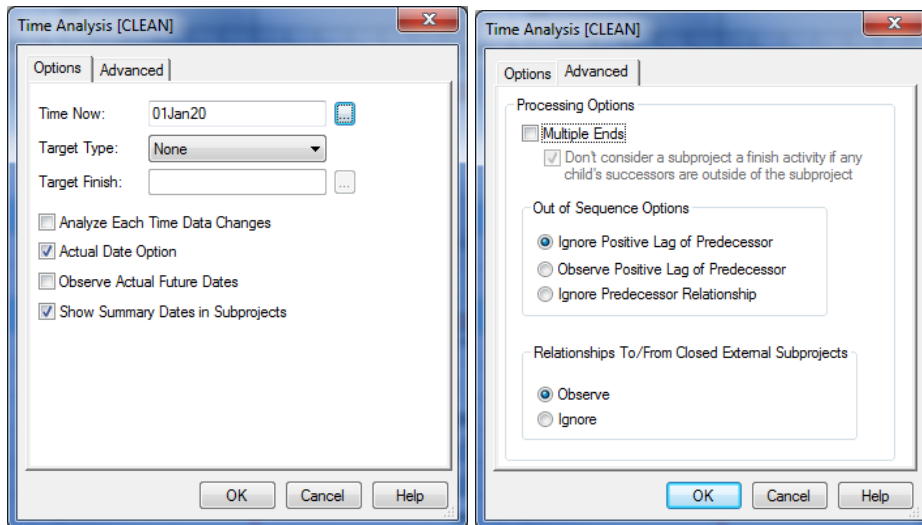 Time Analysis [CLEAN]
Options
Advanced
Time Now:
01Jan20
...
Target Type:
None
Target Finish:
...
Analyze Each Time Data Changes
Actual Date Option
Observe Actual Future Dates
Show Summary Dates in Subprojects
OK
Cancel
Help
Time Analysis [CLEAN]
Options
Advanced
Processing Options
Multiple Ends
Don't consider a subproject a finish activity if any
child's successors are outside of the subproject
Out of Sequence Options
Ignore Positive Lag of Predecessor
Observe Positive Lag of Predecessor
Ignore Predecessor Relationship
Relationships To/From Closed External Subprojects
Observe
Ignore
OK
Cancel
Help